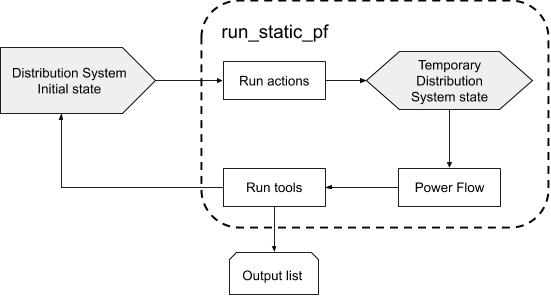 run_static_pf
Distribution System
Initial state
Run actions
Temporary
Distribution
System state
Run tools
Power Flow
Output list